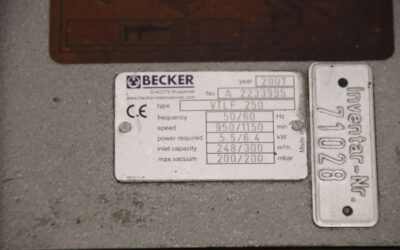 BECKER
year 2007
D-42279 Wuppertal
www.becker-international.com
No A 2233995
CE
type VTLF 250
frequency 50/60 Hz
speed 950/1150 min
power required 5.5/6.4 kW
inlet capacity 248/300 m³/h
max.vacuum 200/200 mbar
Made
Inventar-Nr.
71028